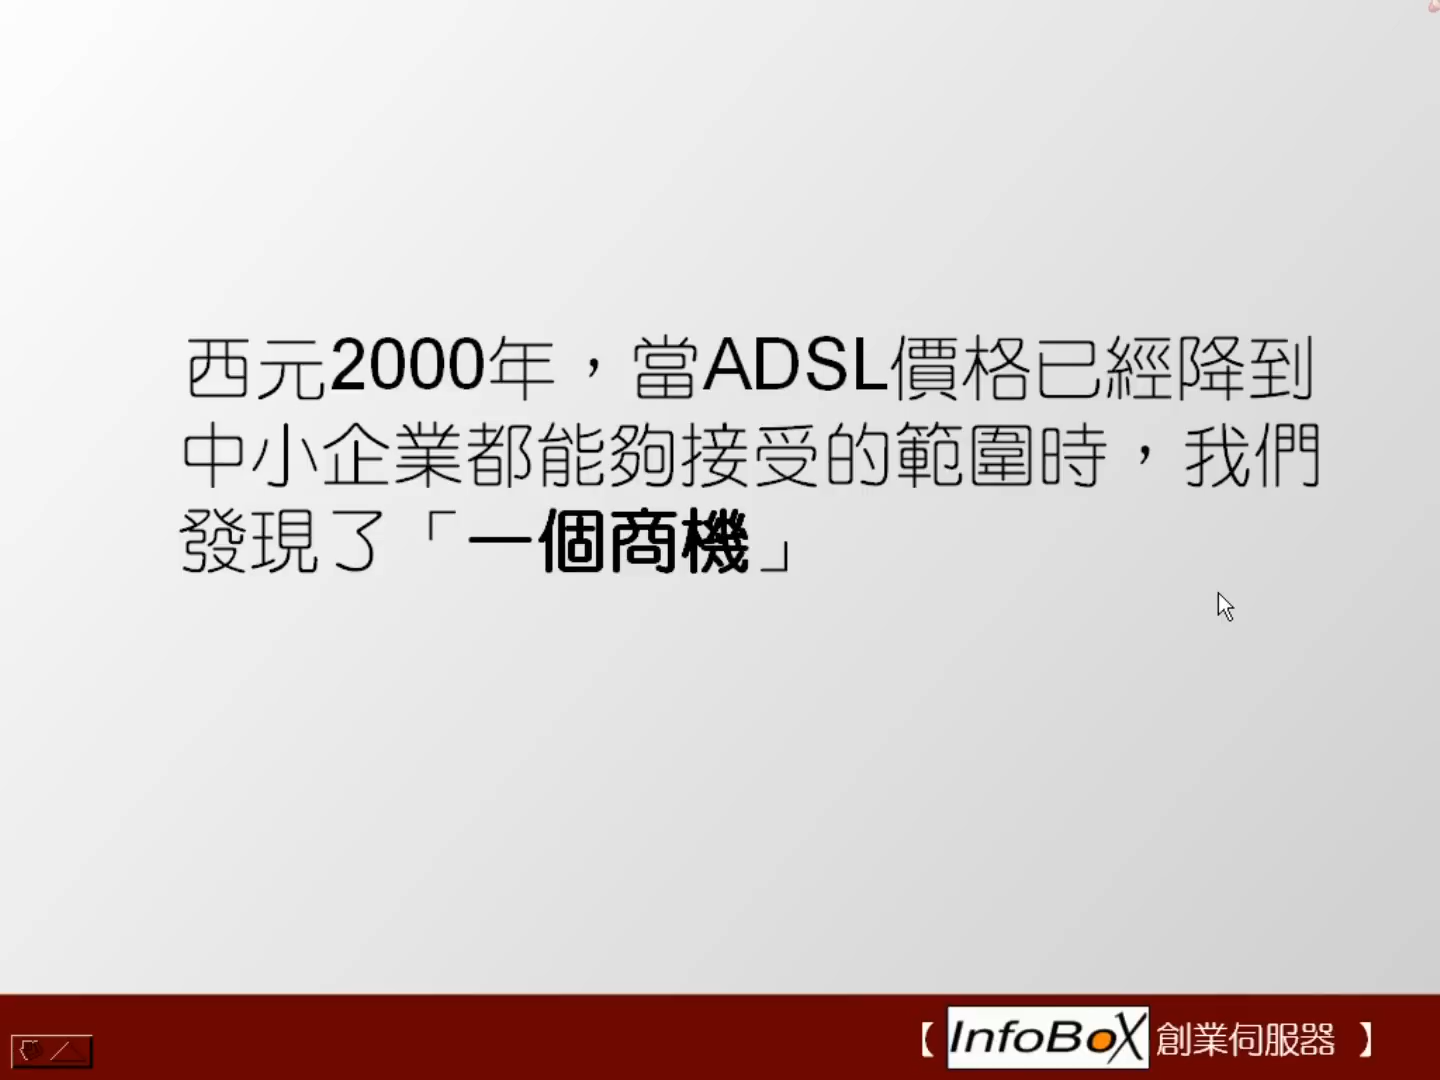 西元2000年，當ADSL價格已經降到
中小企業都能夠接受的範圍時，我們
發現了「一個商機」
【 InfoBoX 創業伺服器 】